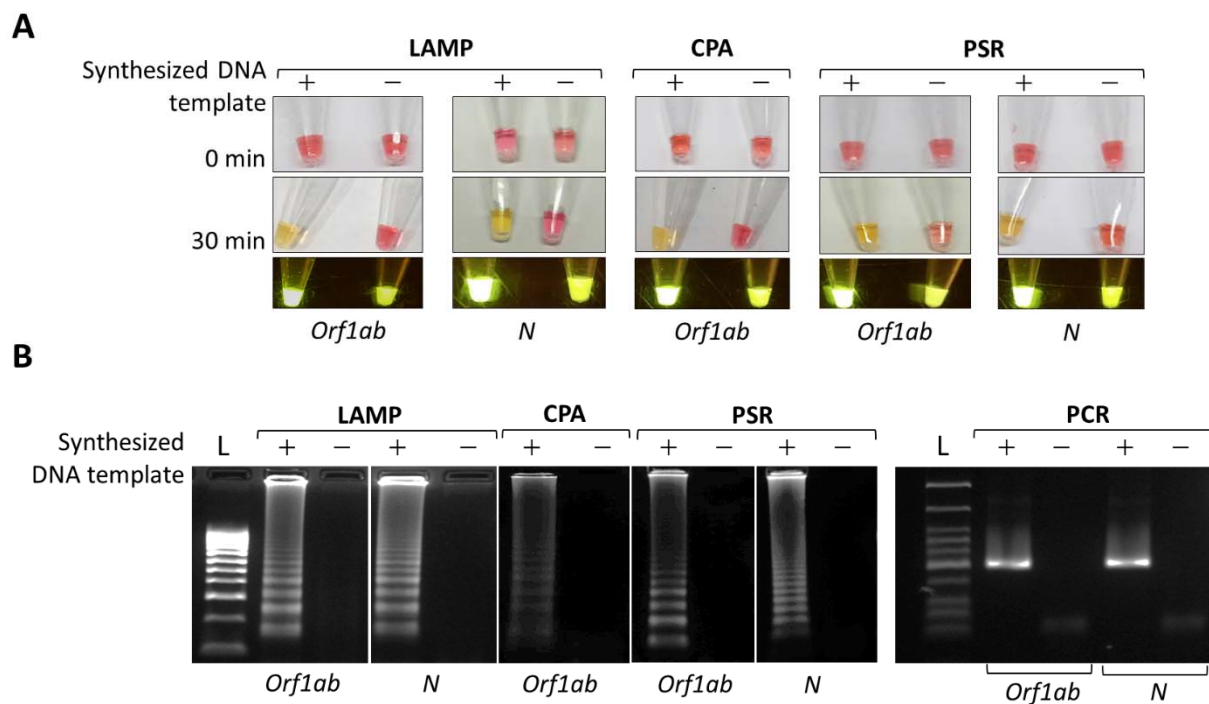 A
LAMP CPA PSR
Synthesized DNA template + − + − + − + − + −
0 min
30 min
Orf1ab N Orf1ab Orf1ab N
B
LAMP CPA PSR PCR
Synthesized DNA template L + − + − + − + − + − L + − + −
Orf1ab N Orf1ab Orf1ab N Orf1ab N